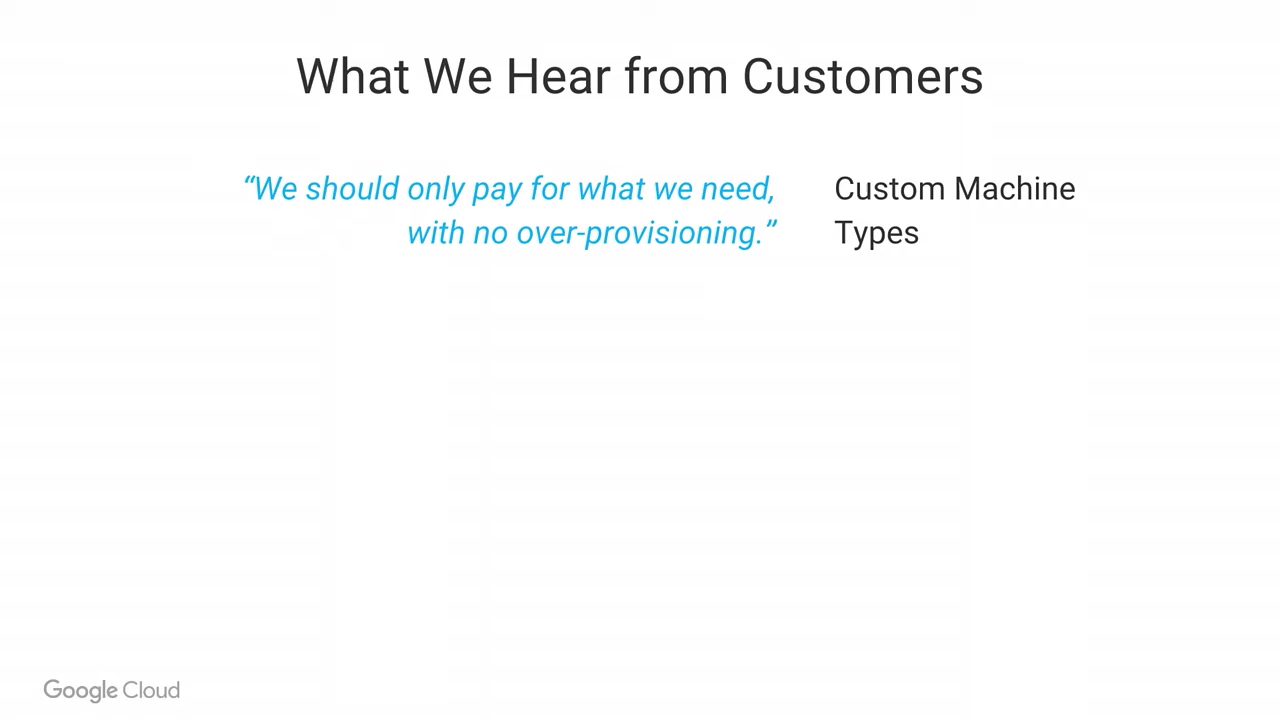 What We Hear from Customers
“We should only pay for what we need,
with no over-provisioning.”
Custom Machine
Types
Google Cloud